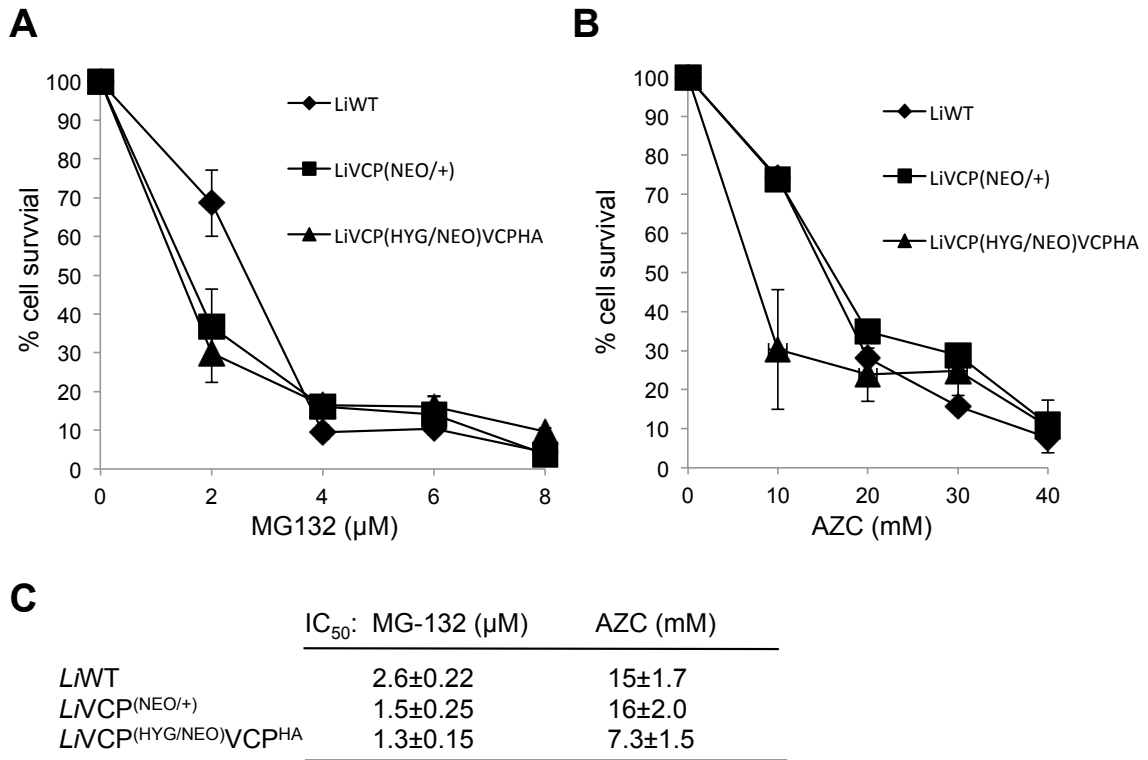 A
100
90
80
70
60
50
40
30
20
10
0
% cell survvial
0 2 4 6 8
MG132 (µM)
LiWT
LiVCP(NEO/+)
LiVCP(HYG/NEO)VCPHA
B
100
90
80
70
60
50
40
30
20
10
0
% cell survival
0 10 20 30 40
AZC (mM)
LiWT
LiVCP(NEO/+)
LiVCP(HYG/NEO)VCPHA
C
IC50: MG-132 (µM) AZC (mM)
LiWT 2.6±0.22 15±1.7
LiVCP(NEO/+) 1.5±0.25 16±2.0
LiVCP(HYG/NEO)VCPHA 1.3±0.15 7.3±1.5